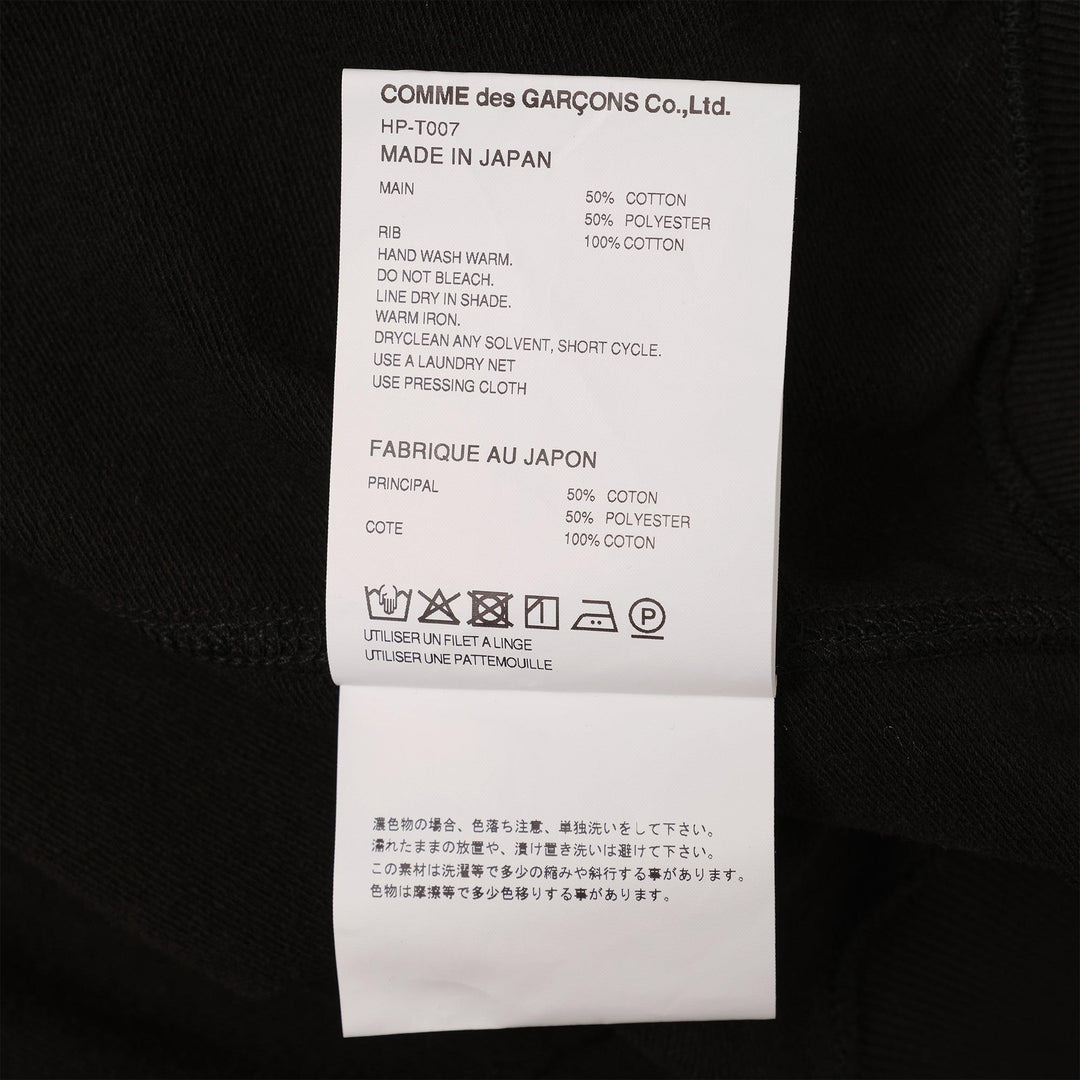 COMME des GARÇONS Co.,Ltd.
HP-T007
MADE IN JAPAN
MAIN 50% COTTON
50% POLYESTER
RIB 100% COTTON
HAND WASH WARM.
DO NOT BLEACH.
LINE DRY IN SHADE.
WARM IRON.
DRYCLEAN ANY SOLVENT, SHORT CYCLE.
USE A LAUNDRY NET
USE PRESSING CLOTH
FABRIQUE AU JAPON
PRINCIPAL 50% COTON
50% POLYESTER
COTE 100% COTON
P
UTILISER UN FILET A LINGE
UTILISER UNE PATTEMOUILLE
濃色物の場合、色落ち注意、単独洗いをして下さい。
濡れたままの放置や、漬け置き洗いは避けて下さい。
この素材は洗濯等で多少の縮みや斜行する事があります。
色物は摩擦等で多少色移りする事があります。